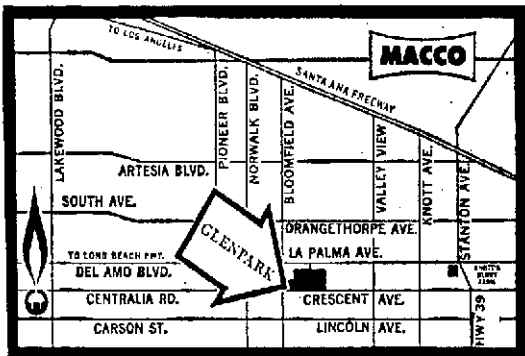 TO LOS ANGELES
MACCO
SANTA ANA FREEWAY
LAKEWOOD BLVD.
PIONEER BLVD.
NORWALK BLVD.
BLOOMFIELD AVE.
VALLEY VIEW
KNOTT AVE.
STANTON AVE.
ARTESIA BLVD.
SOUTH AVE.
GLENPARK
ORANGETHORPE AVE.
TO LONG BEACH FWY.
LA PALMA AVE.
DEL AMO BLVD.
CENTRALIA RD.
CRESCENT AVE.
CARSON ST.
LINCOLN AVE.
HWY 39